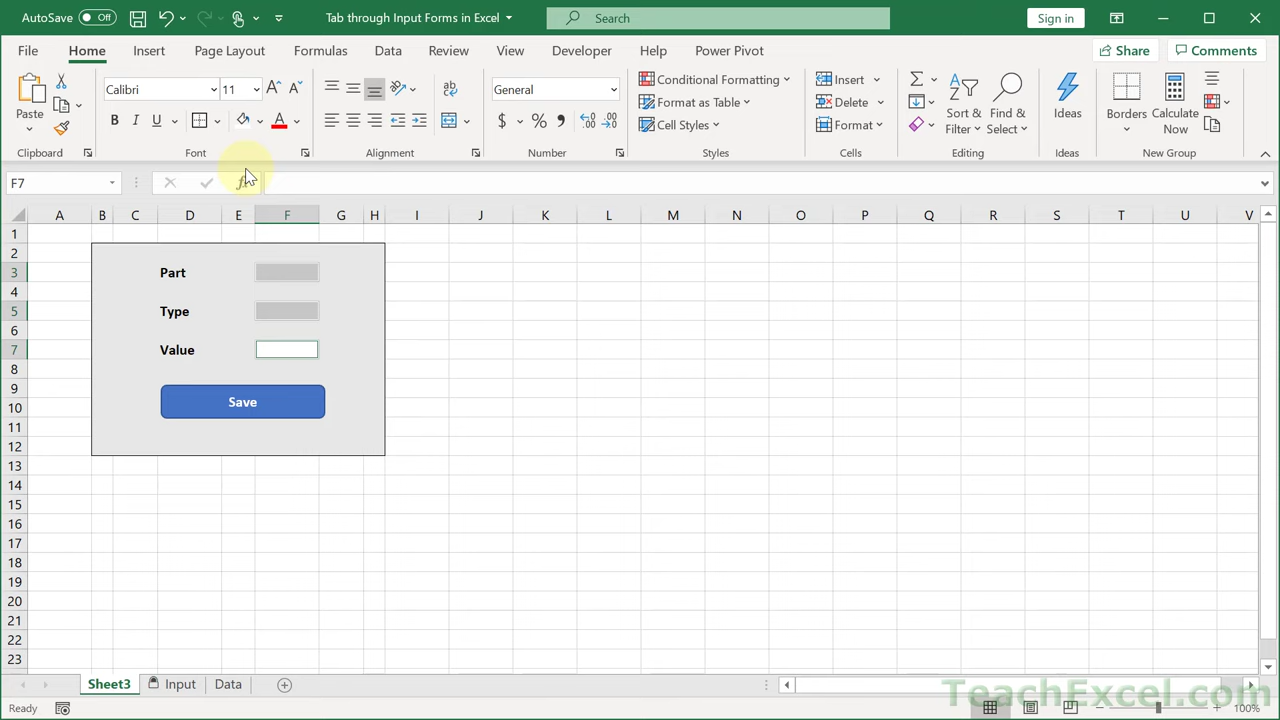 AutoSave Off
Tab through Input Forms in Excel
Search
Sign in
File Home Insert Page Layout Formulas Data Review View Developer Help Power Pivot
Share Comments
Paste
Calibri 11
B I U
ab
General
$ % ,
Conditional Formatting
Format as Table
Cell Styles
Insert
Delete
Format
Sort & Filter
Find & Select
Ideas
Borders
Calculate Now
Clipboard Font Alignment Number Styles Cells Editing Ideas New Group
F7
A B C D E F G H I J K L M N O P Q R S T U V
1
2
3 Part
4
5 Type
6
7 Value
8
9
10 Save
11
12
13
14
15
16
17
18
19
20
21
22
23
Sheet3 Input Data
TeachExcel.com
Ready
100%